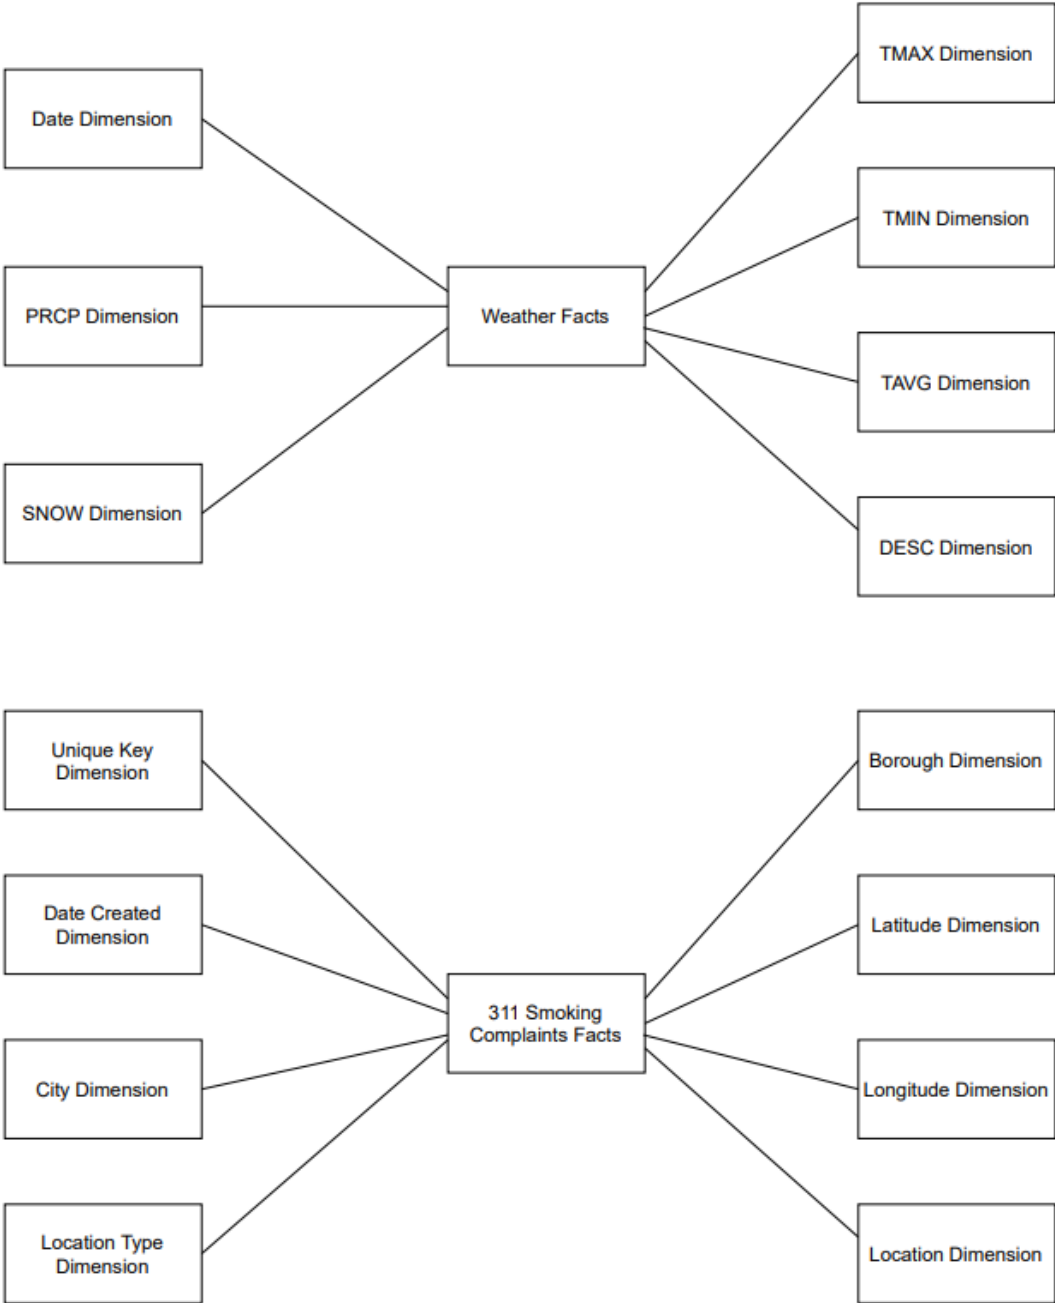 TMAX Dimension
Date Dimension
TMIN Dimension
PRCP Dimension
Weather Facts
TAVG Dimension
SNOW Dimension
DESC Dimension
Unique Key
Dimension
Borough Dimension
Date Created
Dimension
Latitude Dimension
311 Smoking
Complaints Facts
City Dimension
Longitude Dimension
Location Type
Dimension
Location Dimension